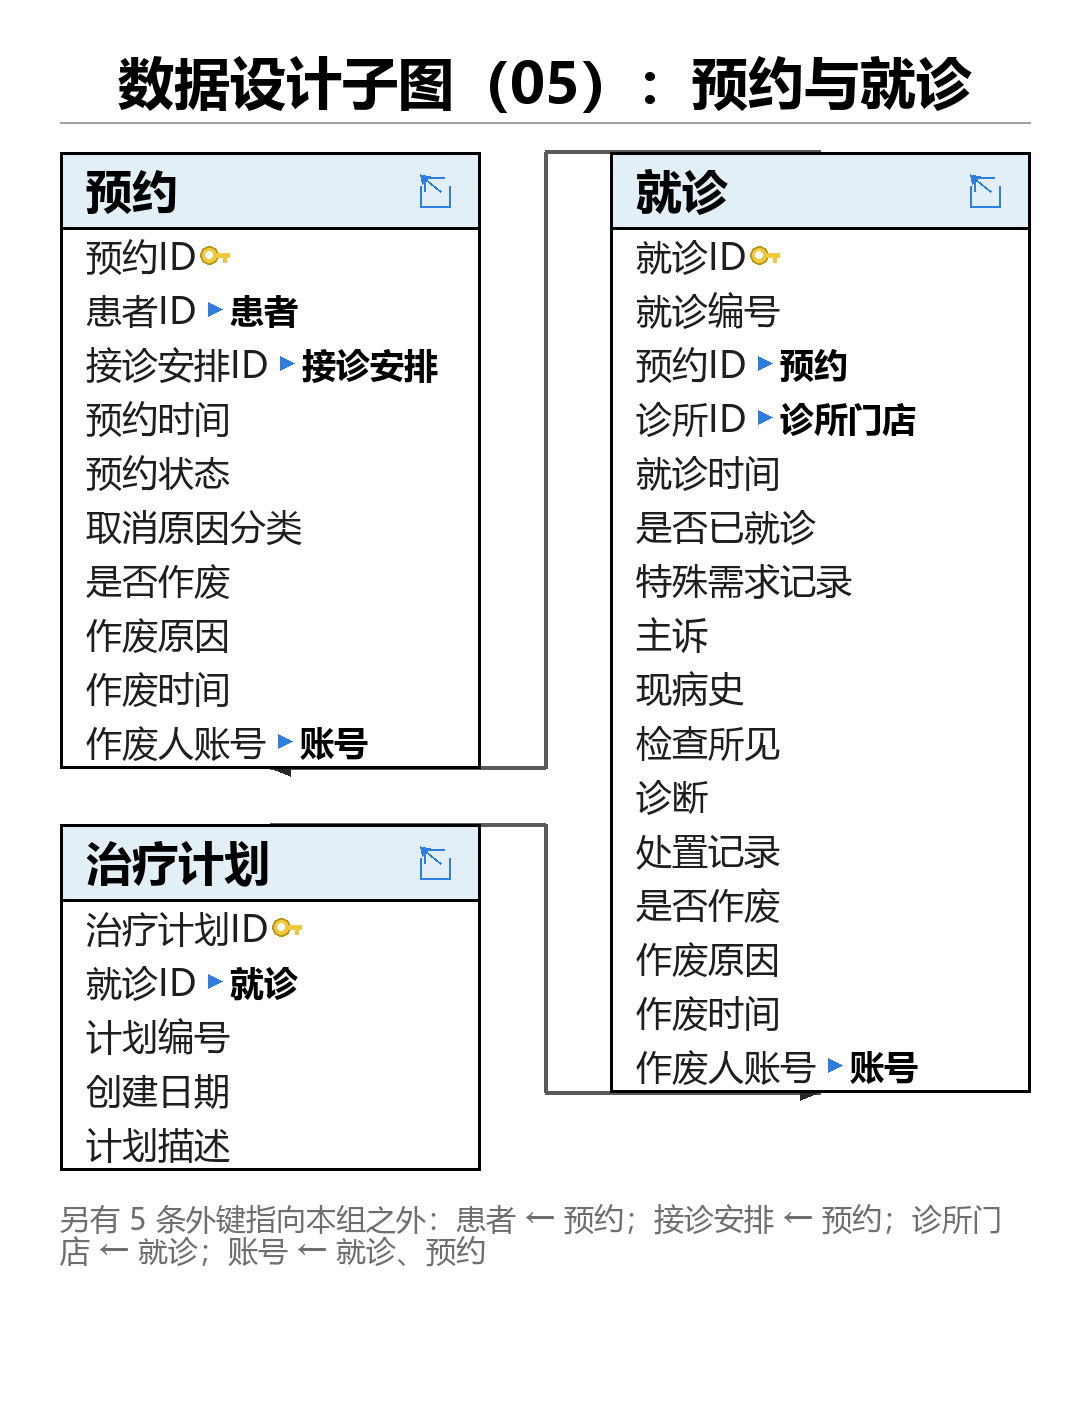 数据设计子图（05）：预约与就诊
预约
预约ID
患者ID 患者
接诊安排ID 接诊安排
预约时间
预约状态
取消原因分类
是否作废
作废原因
作废时间
作废人账号 账号
就诊
就诊ID
就诊编号
预约ID 预约
诊所ID 诊所门店
就诊时间
是否已就诊
特殊需求记录
主诉
现病史
检查所见
诊断
处置记录
是否作废
作废原因
作废时间
作废人账号 账号
治疗计划
治疗计划ID
就诊ID 就诊
计划编号
创建日期
计划描述
另有 5 条外键指向本组之外：患者 ← 预约；接诊安排 ← 预约；诊所门
店 ← 就诊；账号 ← 就诊、预约